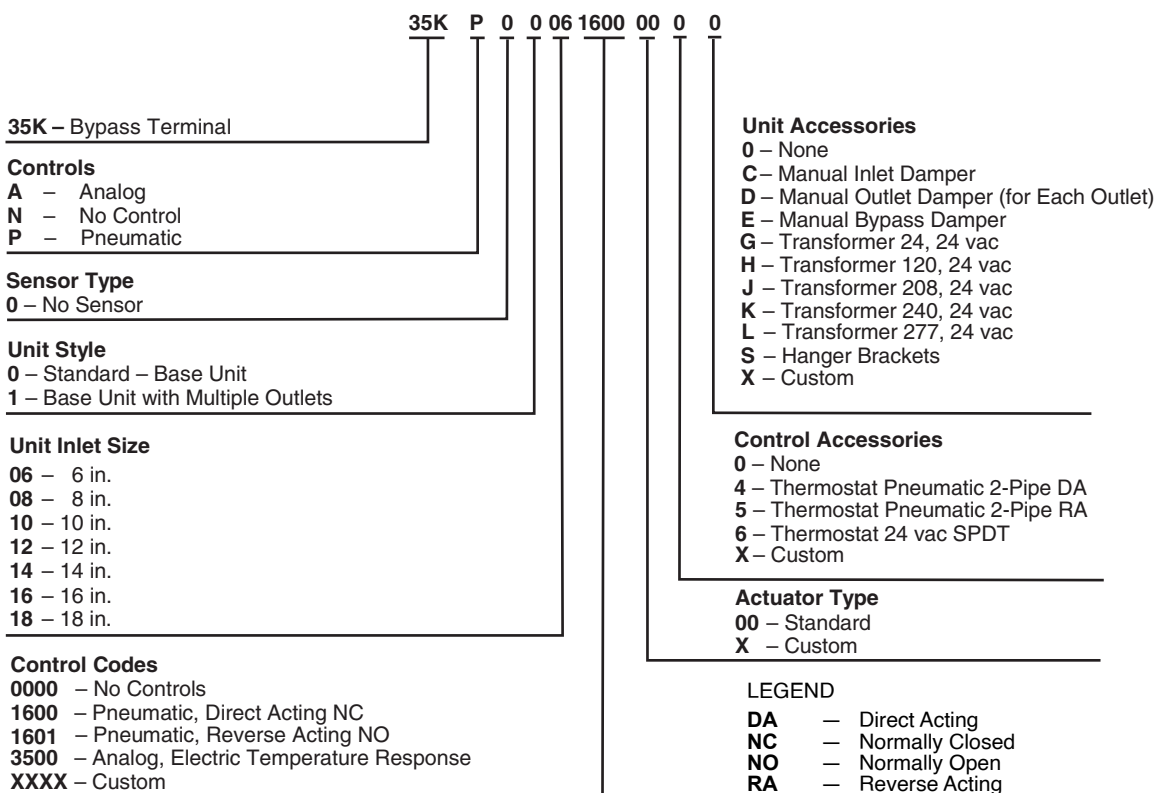 35K P 0 0 06 1600 00 0 0
35K – Bypass Terminal
Controls
A – Analog
N – No Control
P – Pneumatic
Sensor Type
0 – No Sensor
Unit Style
0 – Standard – Base Unit
1 – Base Unit with Multiple Outlets
Unit Inlet Size
06 – 6 in.
08 – 8 in.
10 – 10 in.
12 – 12 in.
14 – 14 in.
16 – 16 in.
18 – 18 in.
Control Codes
0000 – No Controls
1600 – Pneumatic, Direct Acting NC
1601 – Pneumatic, Reverse Acting NO
3500 – Analog, Electric Temperature Response
XXXX – Custom
Unit Accessories
0 – None
C – Manual Inlet Damper
D – Manual Outlet Damper (for Each Outlet)
E – Manual Bypass Damper
G – Transformer 24, 24 vac
H – Transformer 120, 24 vac
J – Transformer 208, 24 vac
K – Transformer 240, 24 vac
L – Transformer 277, 24 vac
S – Hanger Brackets
X – Custom
Control Accessories
0 – None
4 – Thermostat Pneumatic 2-Pipe DA
5 – Thermostat Pneumatic 2-Pipe RA
6 – Thermostat 24 vac SPDT
X – Custom
Actuator Type
00 – Standard
X – Custom
LEGEND
DA — Direct Acting
NC — Normally Closed
NO — Normally Open
RA — Reverse Acting